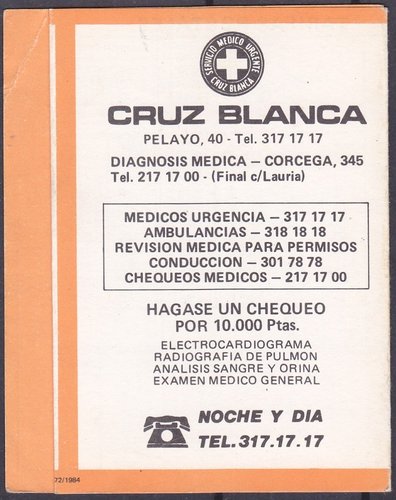 SERVICIO MEDICO URGENTE
CRUZ BLANCA
CRUZ BLANCA
PELAYO, 40 - Tel. 317 17 17
DIAGNOSIS MEDICA – CORCEGA, 345
Tel. 217 17 00 - (Final c/Lauria)
MEDICOS URGENCIA – 317 17 17
AMBULANCIAS – 318 18 18
REVISION MEDICA PARA PERMISOS
CONDUCCION – 301 78 78
CHEQUEOS MEDICOS – 217 17 00
HAGASE UN CHEQUEO
POR 10.000 Ptas.
ELECTROCARDIOGRAMA
RADIOGRAFIA DE PULMON
ANALISIS SANGRE Y ORINA
EXAMEN MEDICO GENERAL
NOCHE Y DIA
TEL. 317.17.17
72/1984